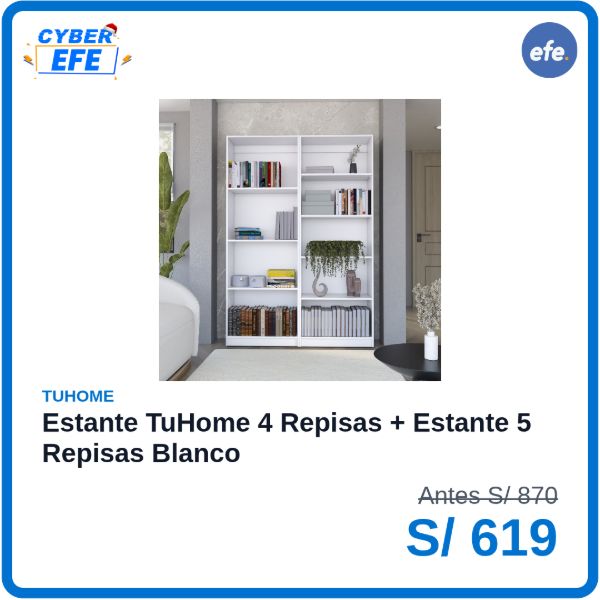 CYBER
EFE
efe.
TUHOME
Estante TuHome 4 Repisas + Estante 5
Repisas Blanco
Antes S/ 870
S/ 619